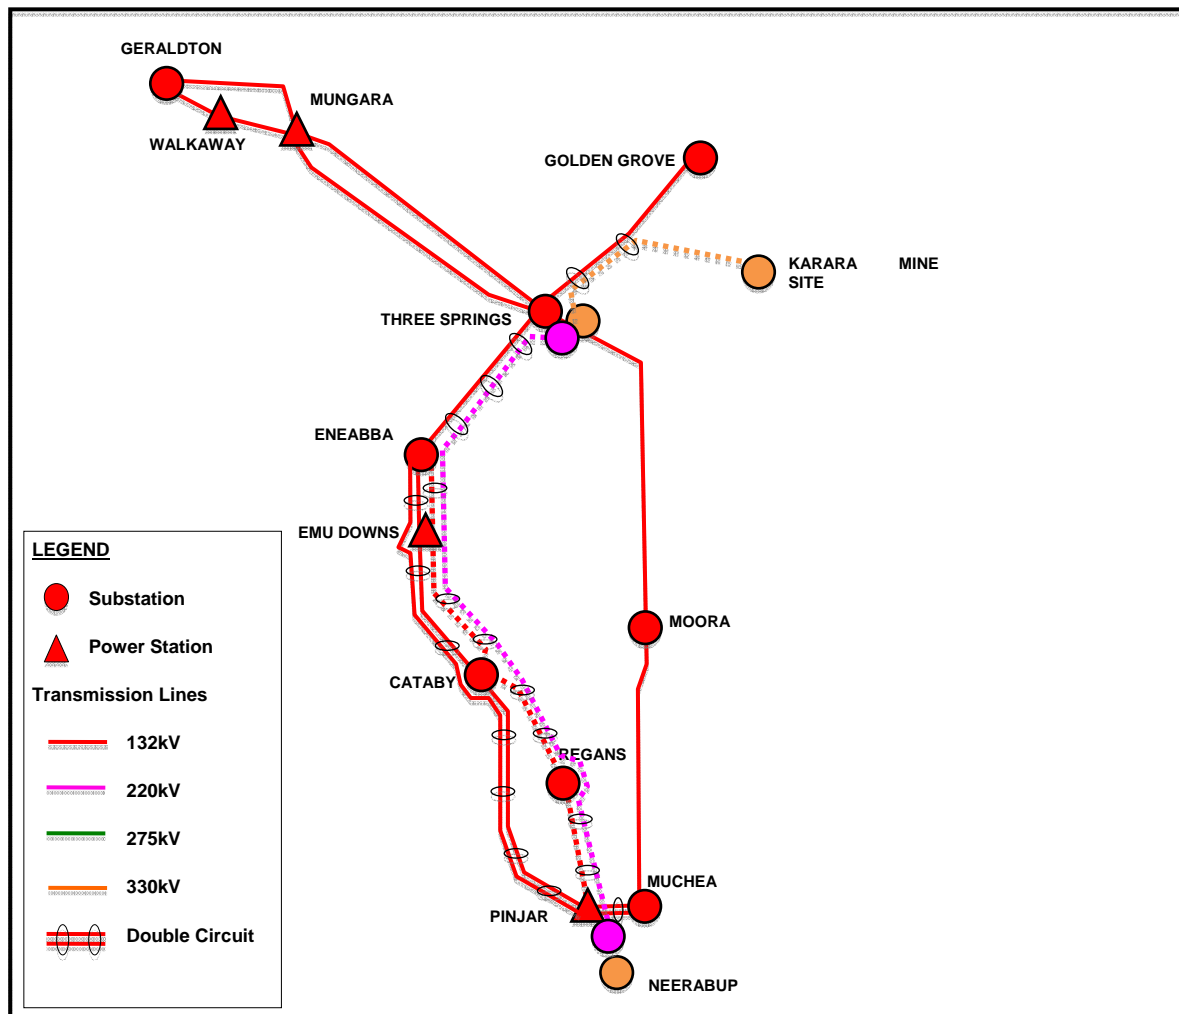 GERALDTON
MUNGARA
WALKAWAY
GOLDEN GROVE
KARARA MINE
SITE
THREE SPRINGS
ENEABBA
EMU DOWNS
MOORA
CATABY
REGANS
MUCHEA
PINJAR
NEERABUP
LEGEND
Substation
Power Station
Transmission Lines
132kV
220kV
275kV
330kV
Double Circuit